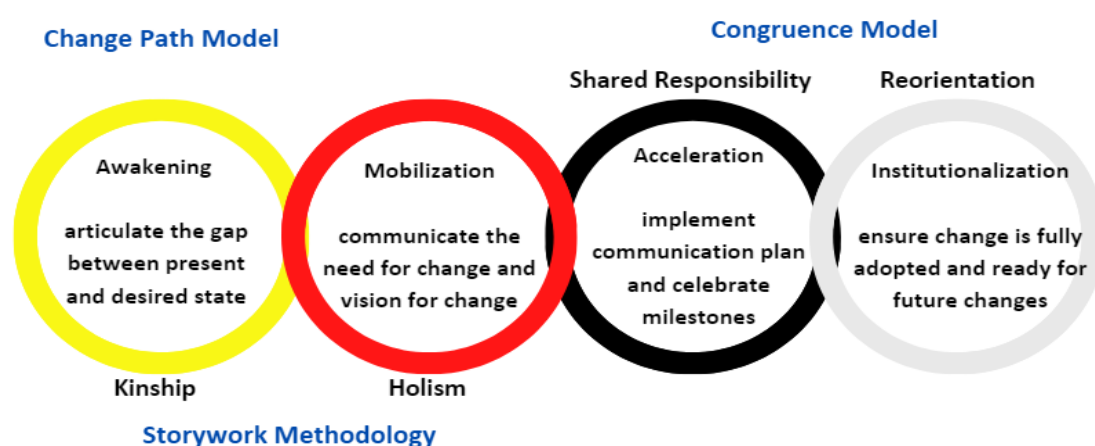 Change Path Model
Congruence Model
Shared Responsibility
Reorientation
Awakening
articulate the gap
between present
and desired state
Mobilization
communicate the
need for change and
vision for change
Acceleration
implement
communication plan
and celebrate
milestones
Institutionalization
ensure change is fully
adopted and ready for
future changes
Kinship
Holism
Storywork Methodology